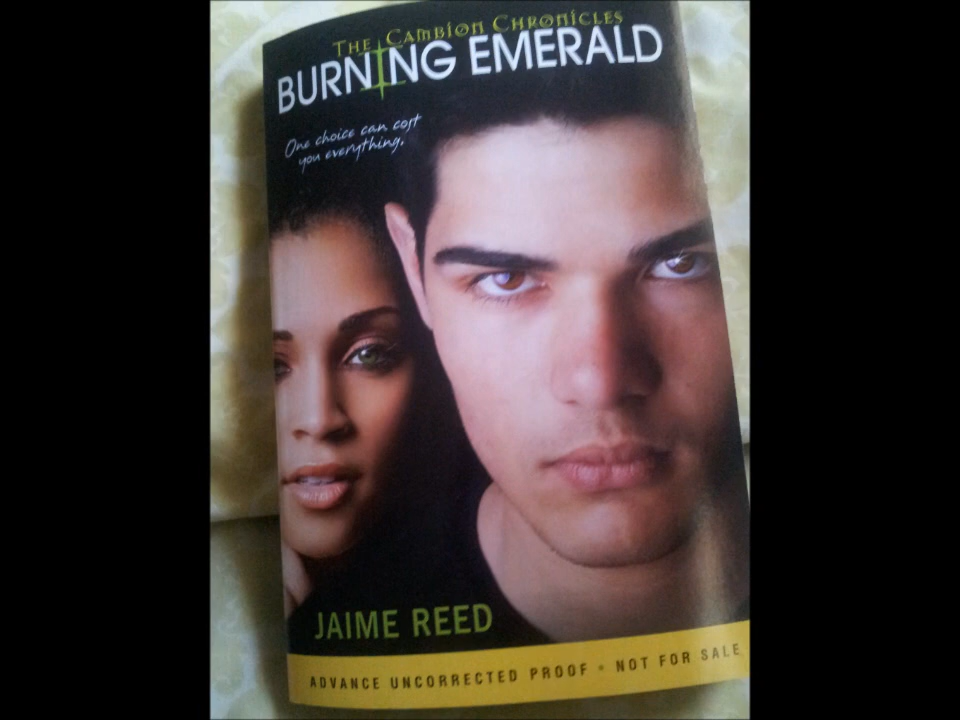 THE CAMBION CHRONICLES
BURNING EMERALD
One choice can cost
you everything.
JAIME REED
ADVANCE UNCORRECTED PROOF • NOT FOR SALE